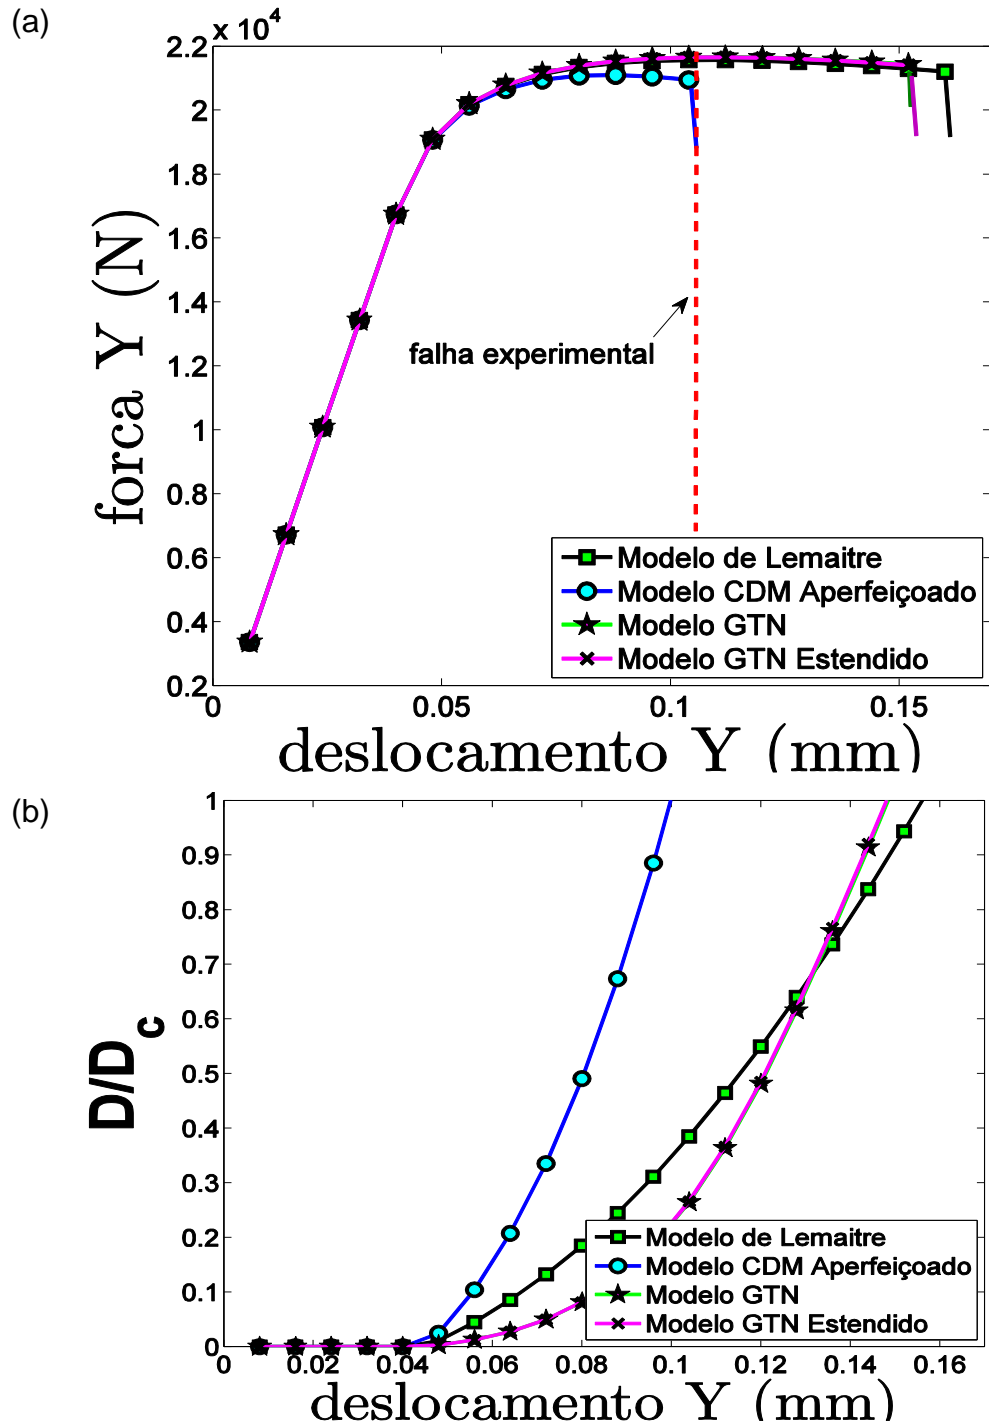 (a)
x 10^4
2.2
2
1.8
1.6
1.4
1.2
1
0.8
0.6
0.4
0.2
forca Y (N)
falha experimental
Modelo de Lemaitre
Modelo CDM Aperfeiçoado
Modelo GTN
Modelo GTN Estendido
0 0.05 0.1 0.15
deslocamento Y (mm)
(b)
1
0.9
0.8
0.7
0.6
0.5
0.4
0.3
0.2
0.1
0
D/D_c
Modelo de Lemaitre
Modelo CDM Aperfeiçoado
Modelo GTN
Modelo GTN Estendido
0 0.02 0.04 0.06 0.08 0.1 0.12 0.14 0.16
deslocamento Y (mm)